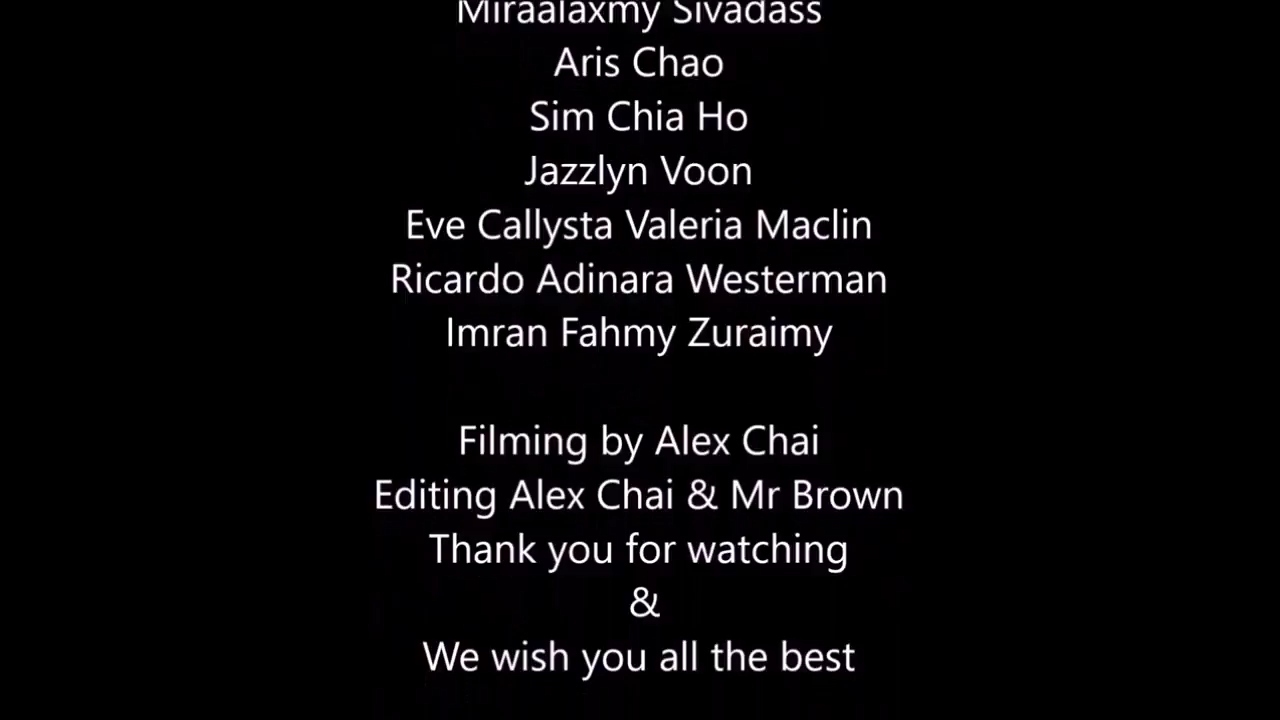 Miraalaxmy Sivadass
Aris Chao
Sim Chia Ho
Jazzlyn Voon
Eve Callysta Valeria Maclin
Ricardo Adinara Westerman
Imran Fahmy Zuraimy
Filming by Alex Chai
Editing Alex Chai & Mr Brown
Thank you for watching
&
We wish you all the best